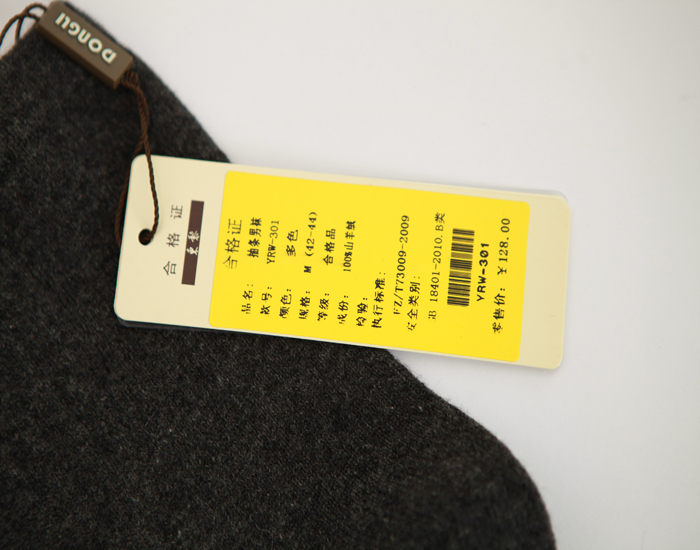 DONGLI
合格证
合格证
品名: 抽条男袜
款号: YRW-301
颜色: 多色
规格: M (42-44)
等级: 合格品
成份: 100%山羊绒
检验:
执行标准:
FZ/T73009-2009
安全类别:
GB 18401-2010.B类
YRW-301
零售价: ¥128.00